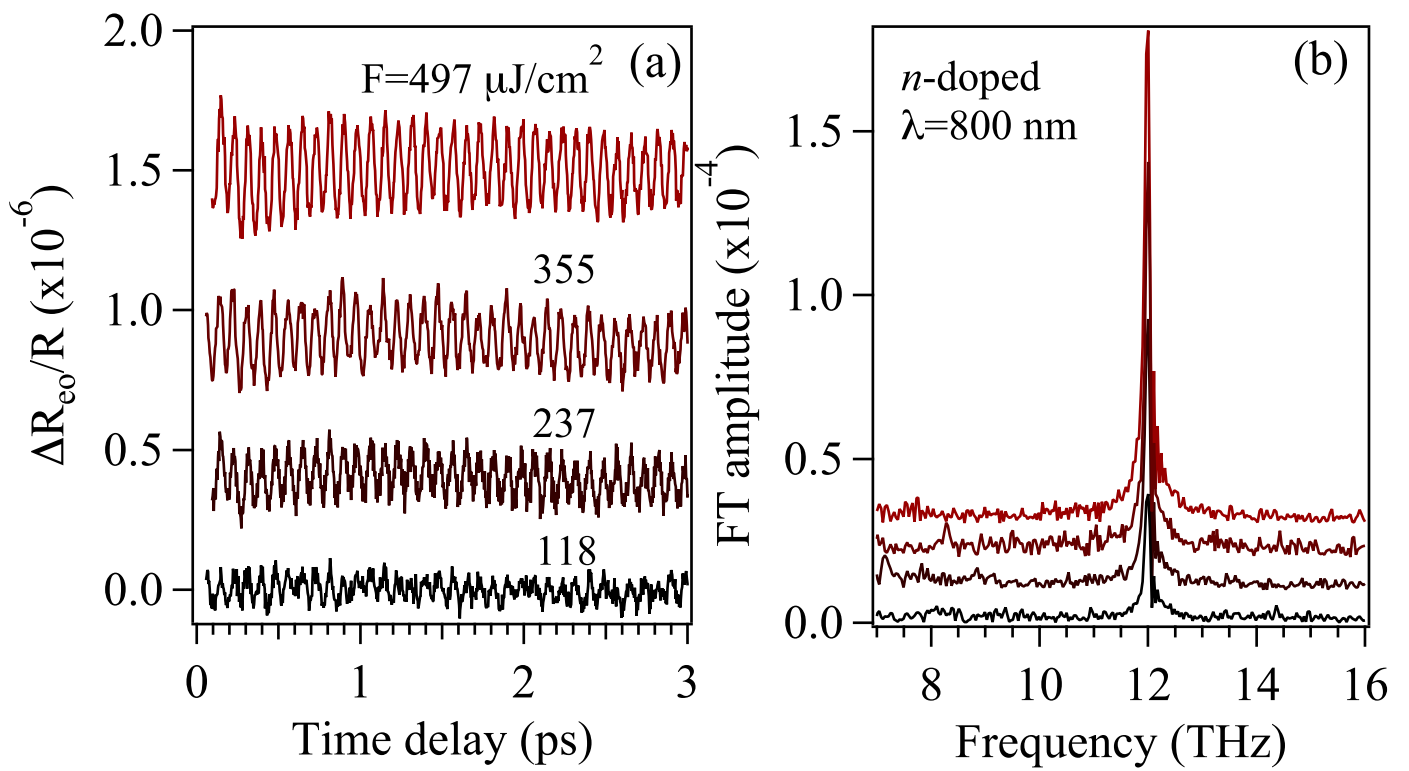 (a)
F=497 μJ/cm²
355
237
118
2.0
1.5
1.0
0.5
0.0
ΔR_eo/R (x10⁻⁶)
0 1 2 3
Time delay (ps)
(b)
n-doped
λ=800 nm
1.5
1.0
0.5
0.0
FT amplitude (x10⁻⁴)
8 10 12 14 16
Frequency (THz)